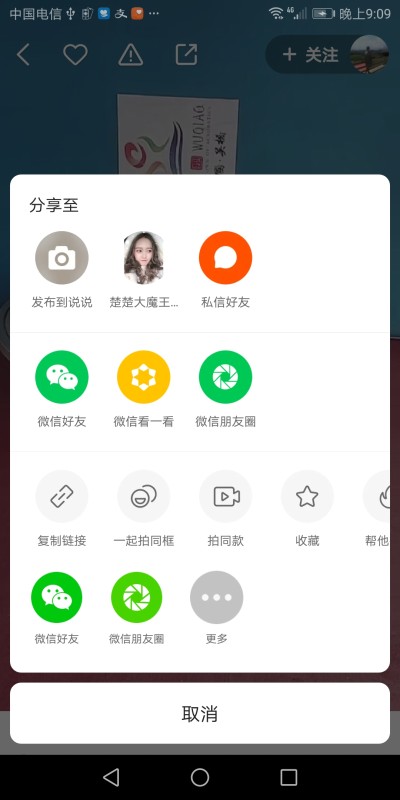 中国电信
晚上9:09
+ 关注
WUQIAO
分享至
发布到说说
楚楚大魔王...
私信好友
微信好友
微信看一看
微信朋友圈
复制链接
一起拍同框
拍同款
收藏
帮他
微信好友
微信朋友圈
更多
取消